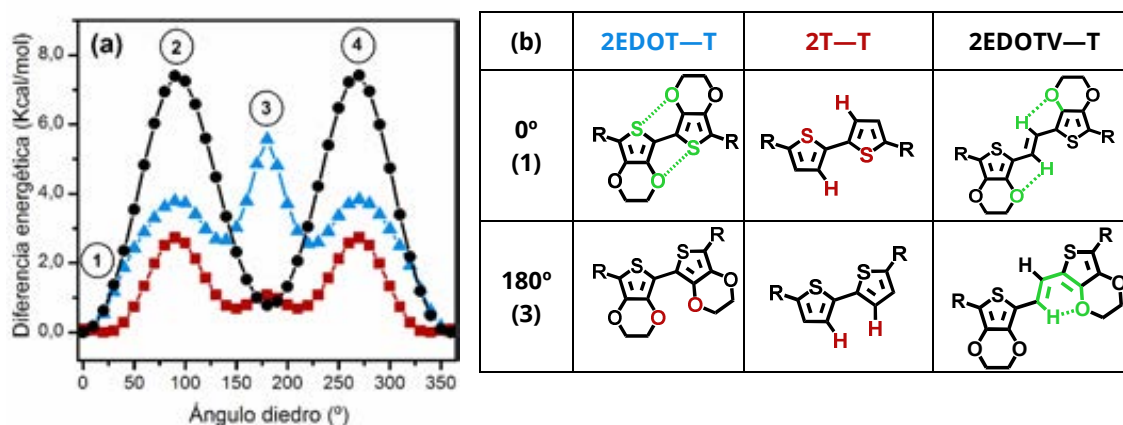 (a)
1
2
3
4
Diferencia energética (Kcal/mol)
8,0
6,0
4,0
2,0
0,0
0 50 100 150 200 250 300 350
Ángulo diedro (º)
(b) 2EDOT—T 2T—T 2EDOTV—T
0º
(1)
O O
S O
R R
S
O O
H
S
R R
S
H
O O
H S
R
S H
R
O O
180º
(3)
R
S S
R
O
O O
O
R
S S
R
H H
R
H S
R S
O
H O
O O